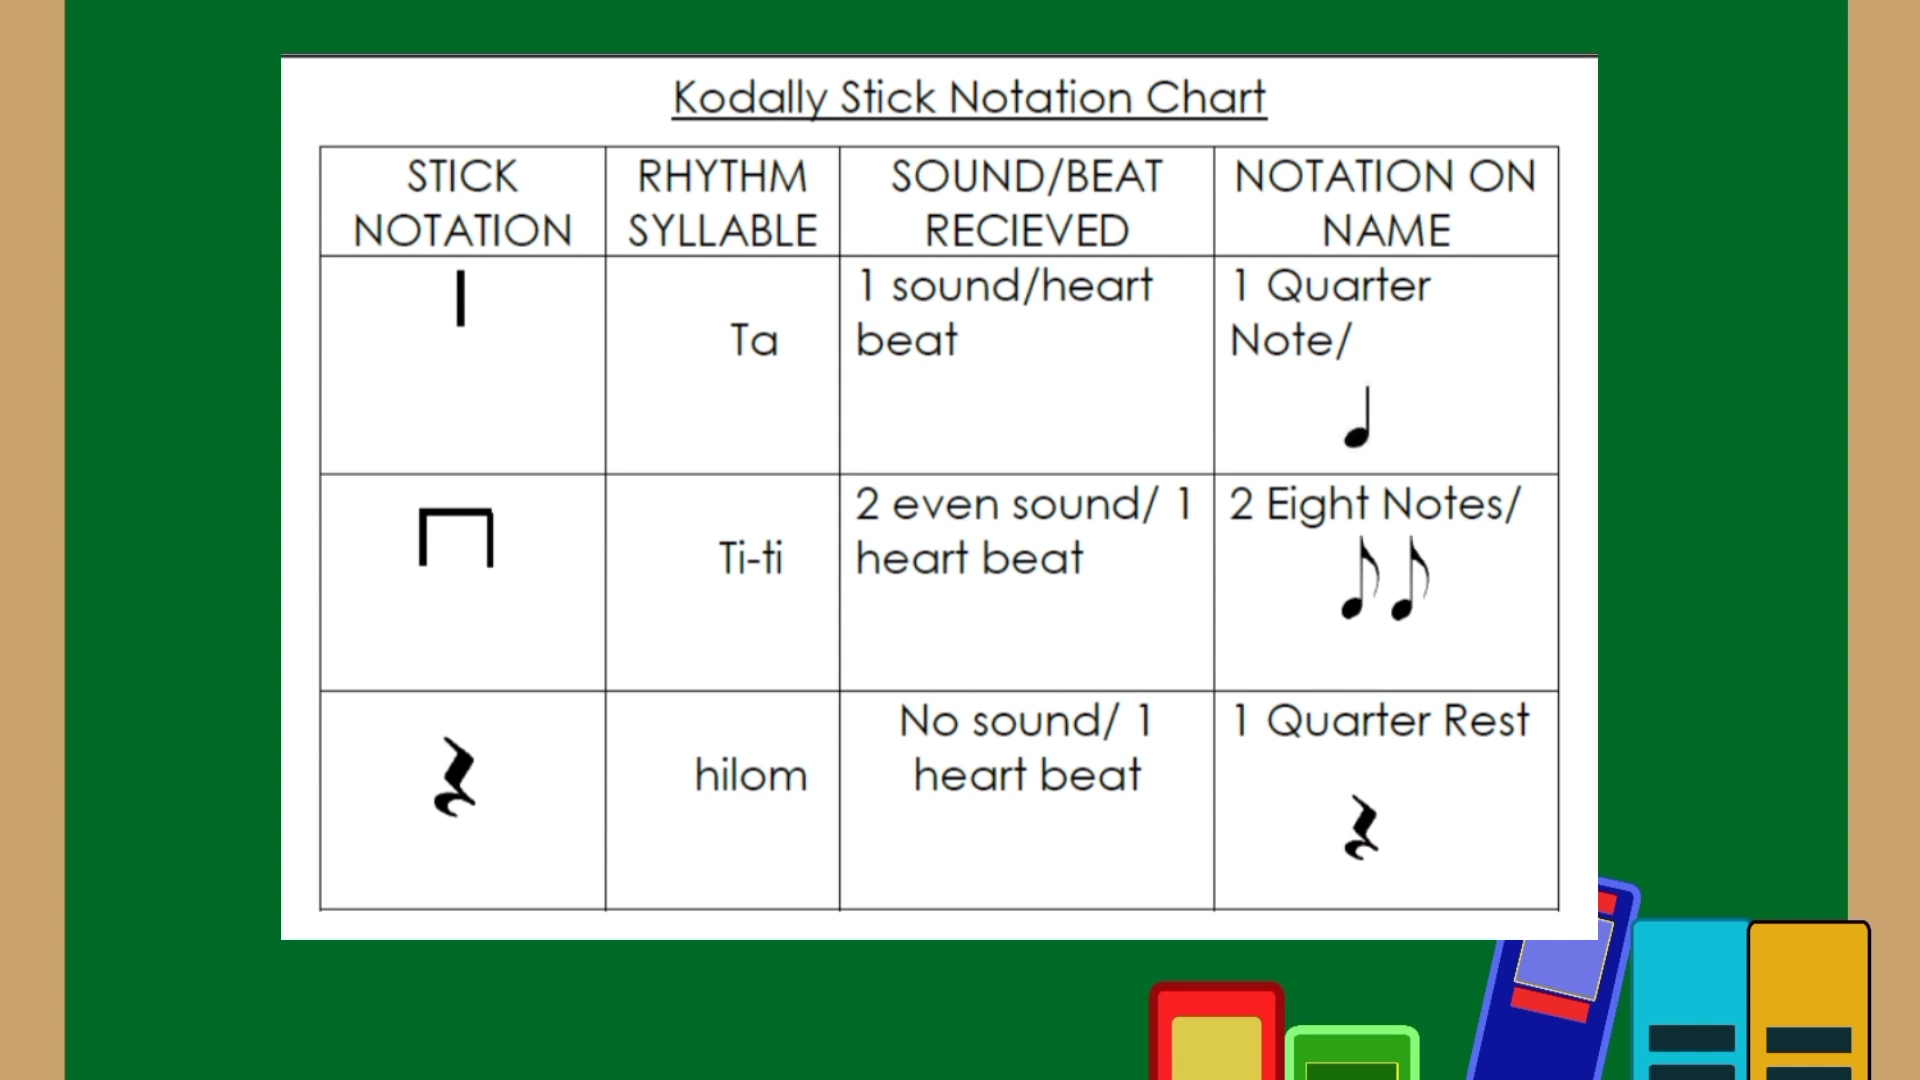 Kodally Stick Notation Chart
STICK
NOTATION
RHYTHM
SYLLABLE
SOUND/BEAT
RECIEVED
NOTATION ON
NAME
Ta
1 sound/heart
beat
1 Quarter
Note/
Ti-ti
2 even sound/ 1
heart beat
2 Eight Notes/
hilom
No sound/ 1
heart beat
1 Quarter Rest